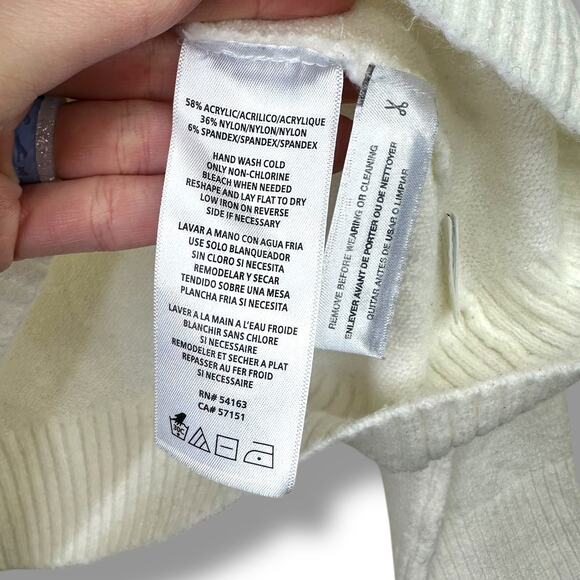 58% ACRYLIC/ACRILICO/ACRYLIQUE
36% NYLON/NYLON/NYLON
6% SPANDEX/SPANDEX/SPANDEX
HAND WASH COLD
ONLY NON-CHLORINE
BLEACH WHEN NEEDED
RESHAPE AND LAY FLAT TO DRY
LOW IRON ON REVERSE
SIDE IF NECESSARY
LAVAR A MANO CON AGUA FRIA
USE SOLO BLANQUEADOR
SIN CLORO SI NECESITA
REMODELAR Y SECAR
TENDIDO SOBRE UNA MESA
PLANCHA FRIA SI NECESITA
LAVER A LA MAIN A L'EAU FROIDE
BLANCHIR SANS CHLORE
SI NECESSAIRE
REMODELER ET SECHER A PLAT
REPASSER AU FER FROID
SI NECESSAIRE
RN# 54163
CA# 57151
REMOVE BEFORE WEARING OR CLEANING
ENLEVER AVANT DE PORTER OU DE NETTOYER
QUITAR ANTES DE USAR O LIMPIAR